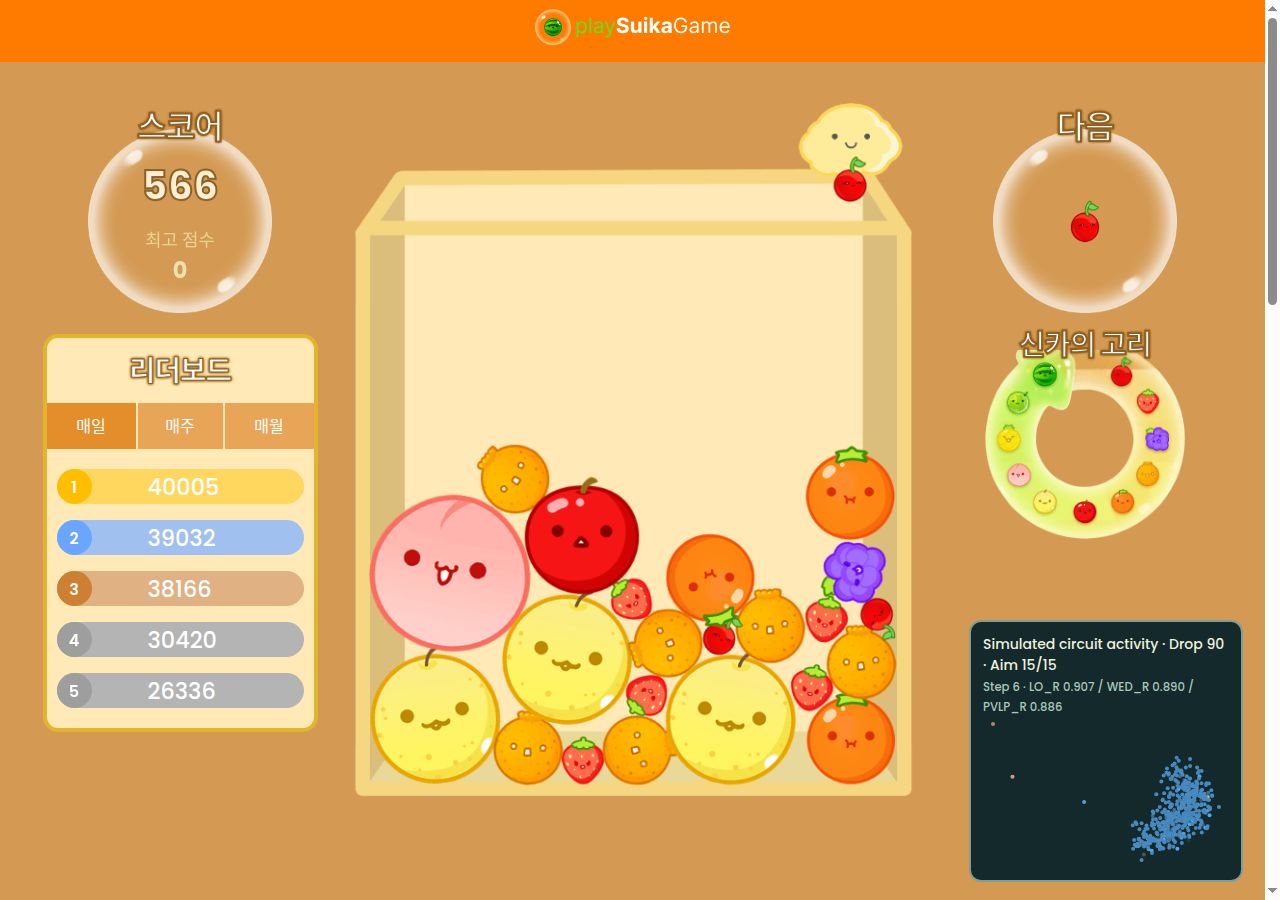 playSuikaGame
스코어
566
최고 점수
0
다음
리더보드
매일 매주 매월
1 40005
2 39032
3 38166
4 30420
5 26336
신카의 고리
Simulated circuit activity · Drop 90
· Aim 15/15
Step 6 · LO_R 0.907 / WED_R 0.890 /
PVLP_R 0.886